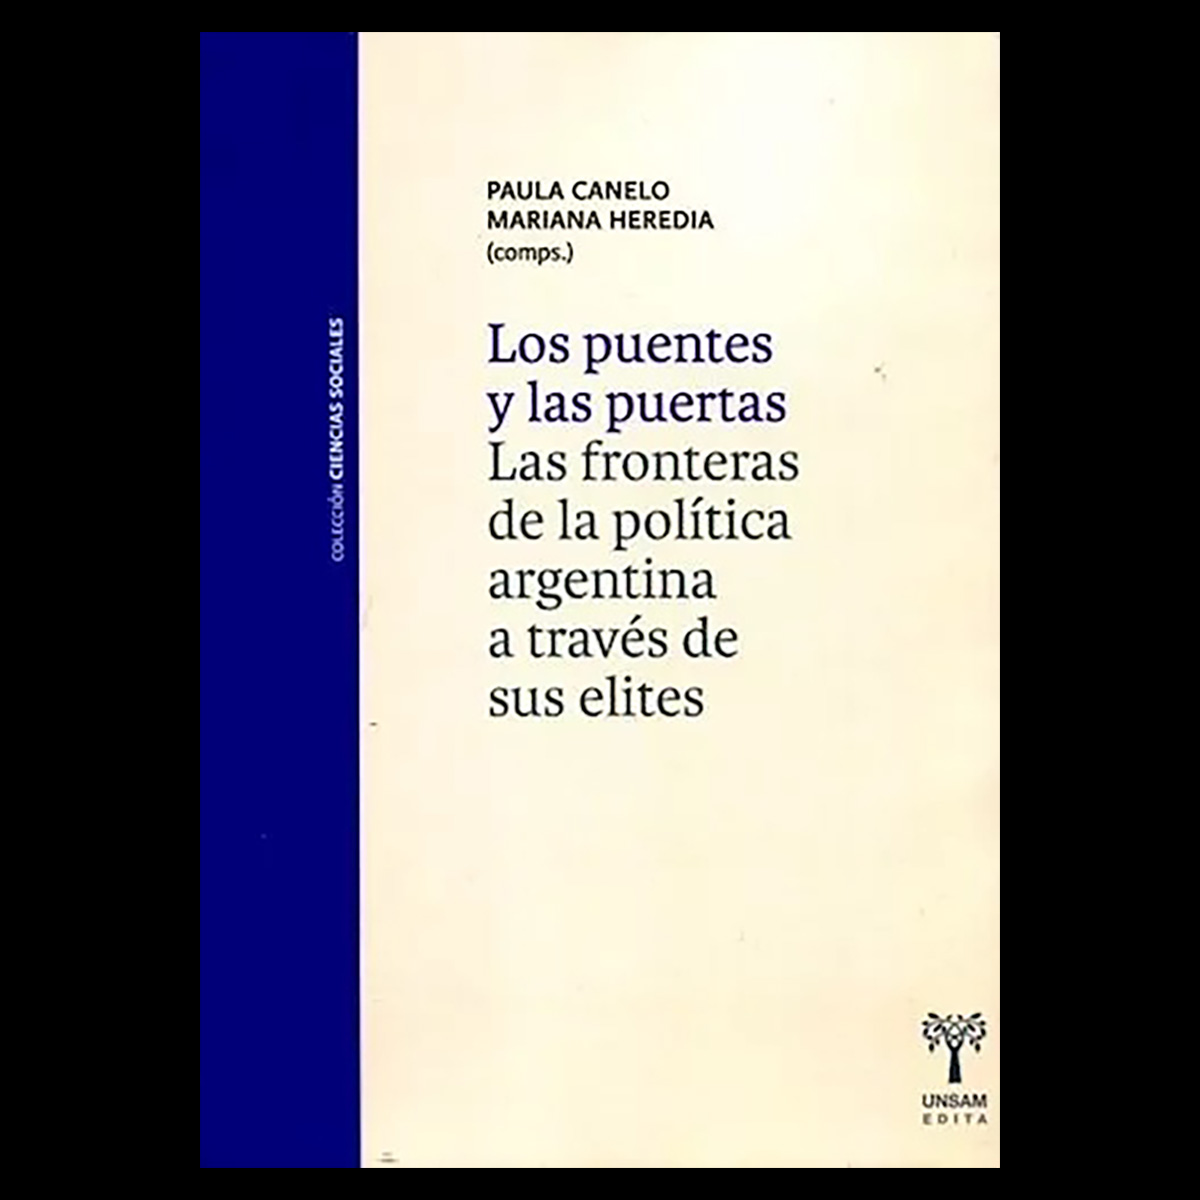 PAULA CANELO
MARIANA HEREDIA
(comps.)
Los puentes
y las puertas
Las fronteras
de la política
argentina
a través de
sus elites
COLECCIÓN CIENCIAS SOCIALES
UNSAM
EDITA